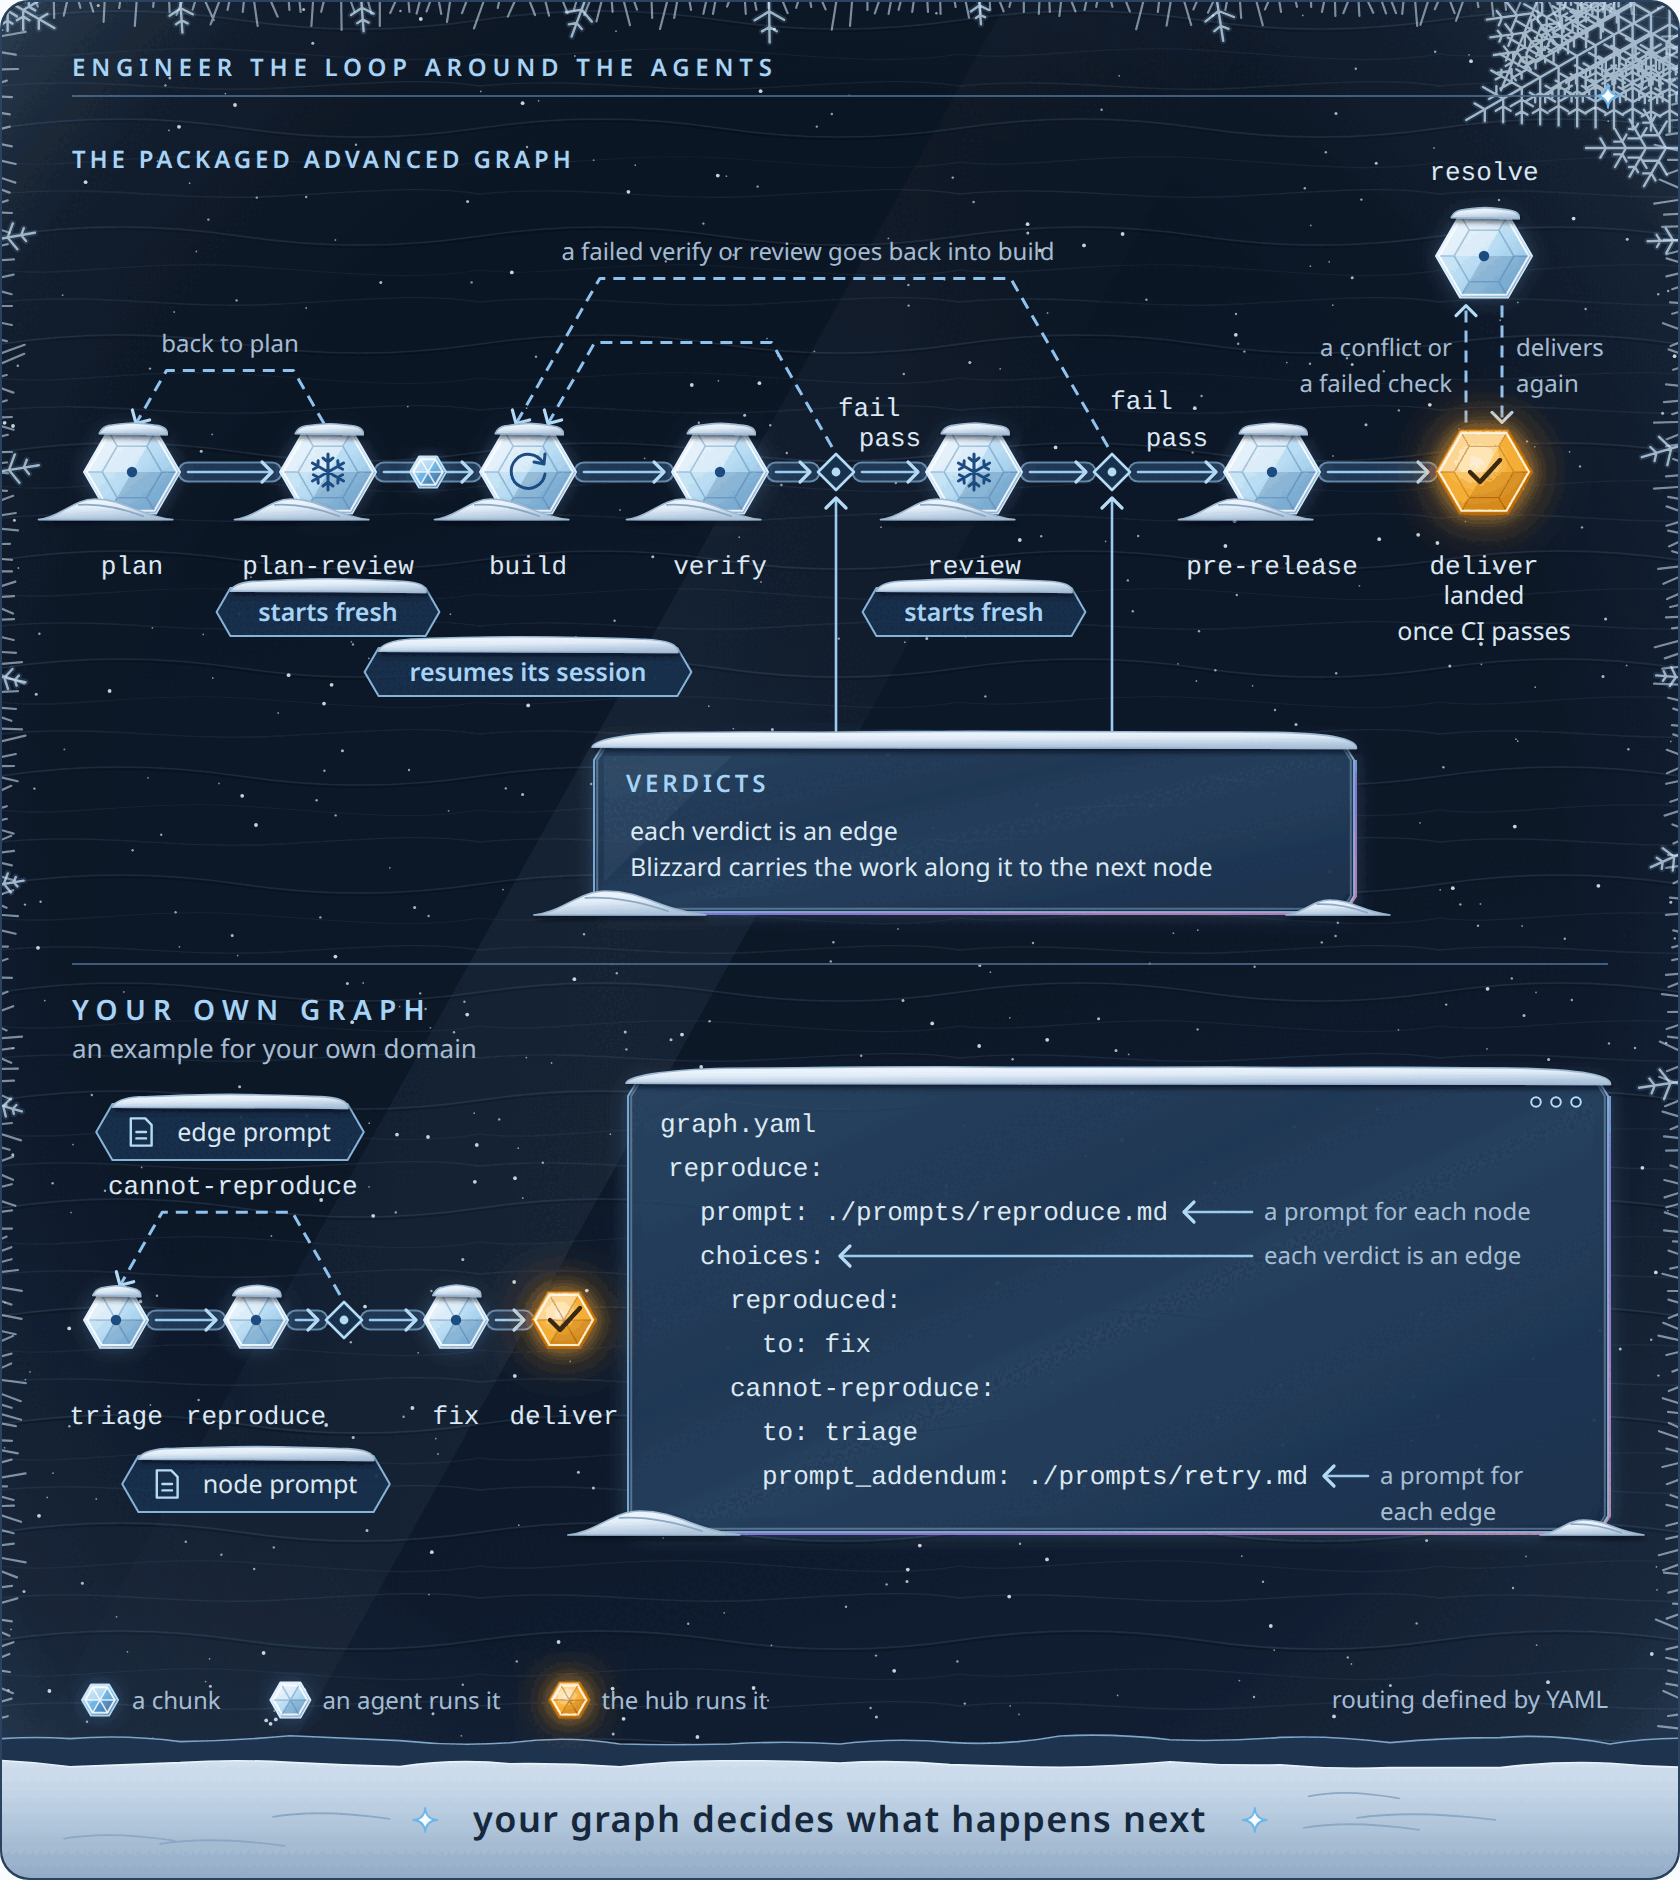 ENGINEER THE LOOP AROUND THE AGENTS
THE PACKAGED ADVANCED GRAPH
resolve
a failed verify or review goes back into build
back to plan
a conflict or
a failed check
delivers
again
fail
pass
fail
pass
plan
plan-review
build
verify
review
pre-release
deliver
landed
once CI passes
starts fresh
starts fresh
resumes its session
VERDICTS
each verdict is an edge
Blizzard carries the work along it to the next node
YOUR OWN GRAPH
an example for your own domain
edge prompt
cannot-reproduce
triage
reproduce
fix
deliver
node prompt
graph.yaml
reproduce:
prompt: ./prompts/reproduce.md
a prompt for each node
choices:
each verdict is an edge
reproduced:
to: fix
cannot-reproduce:
to: triage
prompt_addendum: ./prompts/retry.md
a prompt for
each edge
a chunk
an agent runs it
the hub runs it
routing defined by YAML
your graph decides what happens next